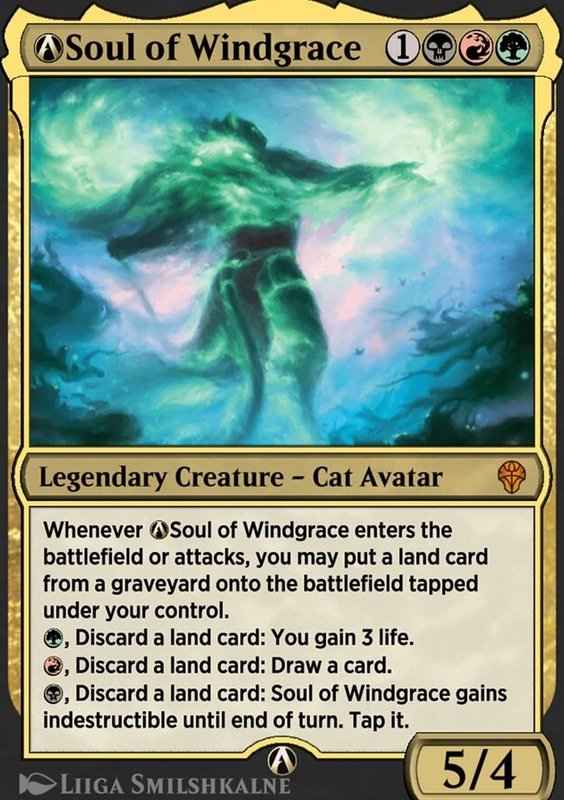 Soul of Windgrace 1
Legendary Creature – Cat Avatar
Whenever Soul of Windgrace enters the
battlefield or attacks, you may put a land card
from a graveyard onto the battlefield tapped
under your control.
, Discard a land card: You gain 3 life.
, Discard a land card: Draw a card.
, Discard a land card: Soul of Windgrace gains
indestructible until end of turn. Tap it.
5/4
Liiga Smilshkalne